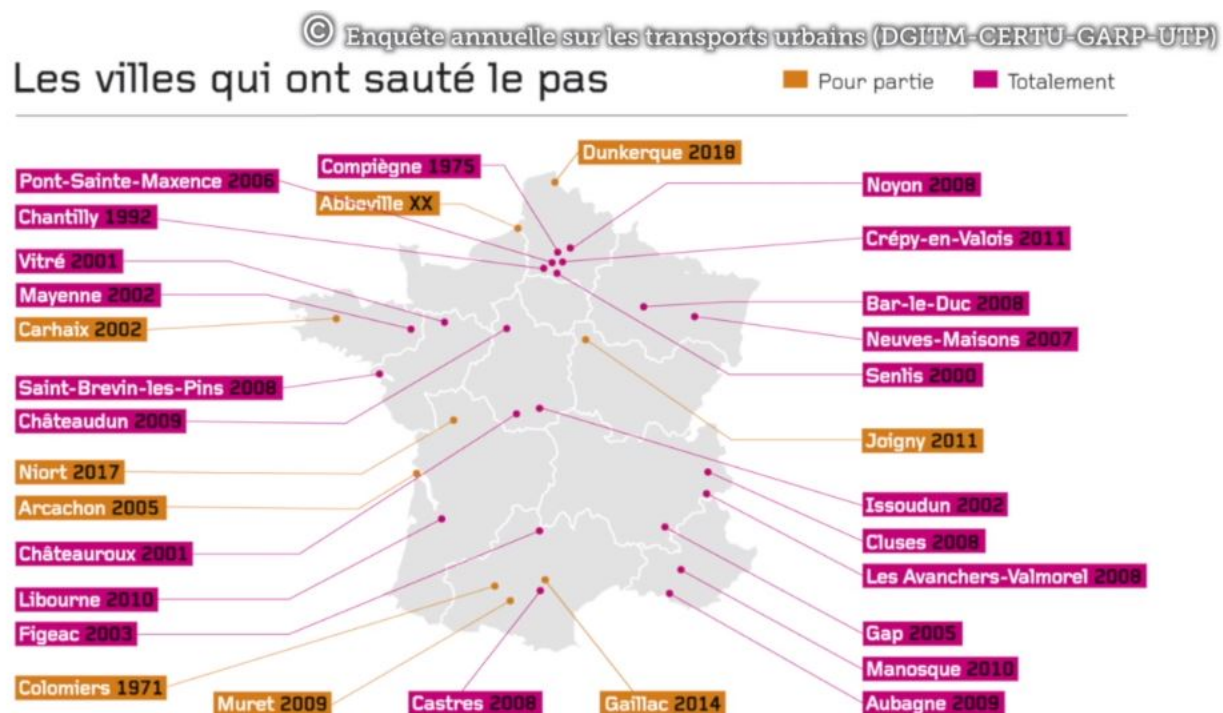 © Enquête annuelle sur les transports urbains (DGITM-CERTU-GARP-UTP)
Les villes qui ont sauté le pas
Pour partie
Totalement
Dunkerque 2018
Compiègne 1975
Pont-Sainte-Maxence 2006
Noyon 2008
Abbeville XX
Chantilly 1992
Crépy-en-Valois 2011
Vitré 2001
Mayenne 2002
Bar-le-Duc 2008
Carhaix 2002
Neuves-Maisons 2007
Senlis 2000
Saint-Brevin-les-Pins 2008
Châteaudun 2009
Joigny 2011
Niort 2017
Arcachon 2005
Issoudun 2002
Cluses 2008
Châteauroux 2001
Les Avanchers-Valmorel 2008
Libourne 2010
Figeac 2003
Gap 2005
Manosque 2010
Colomiers 1971
Muret 2009
Castres 2008
Gaillac 2014
Aubagne 2009